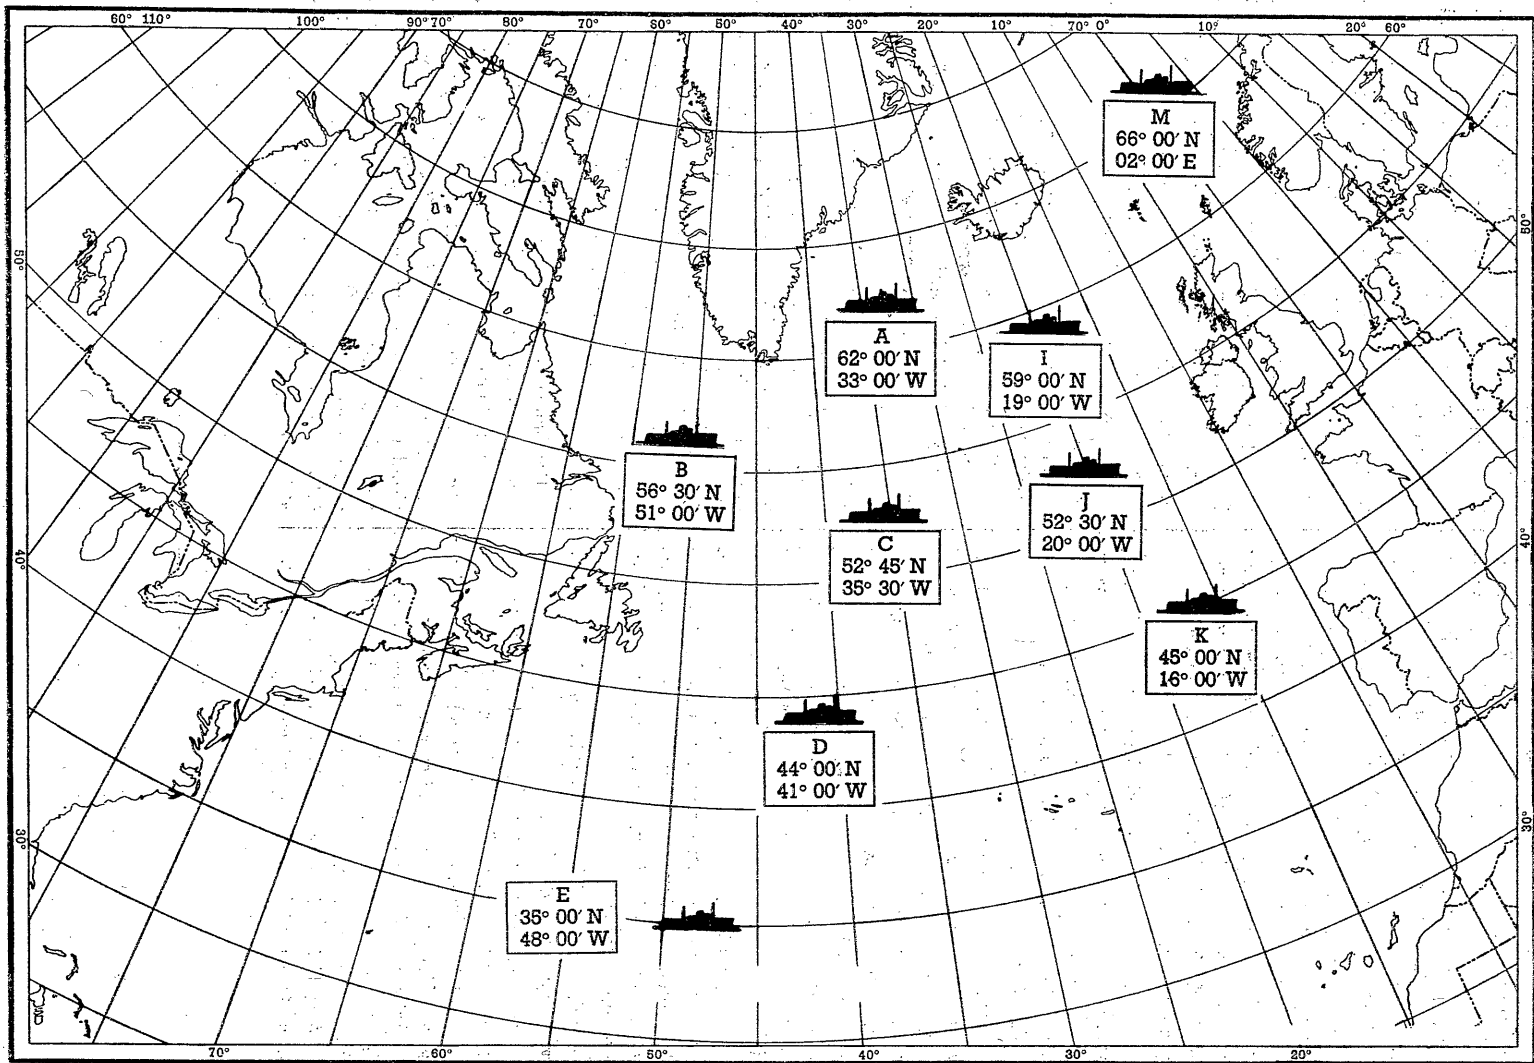 60° 110° 100° 90° 70° 80° 70° 60° 50° 40° 30° 20° 10° 70° 0° 10° 20° 60°
M
66° 00′ N
02° 00′ E
50°
50°
A
62° 00′ N
33° 00′ W
I
59° 00′ N
19° 00′ W
B
56° 30′ N
51° 00′ W
J
52° 30′ N
20° 00′ W
C
52° 45′ N
35° 30′ W
40°
40°
K
45° 00′ N
16° 00′ W
D
44° 00′ N
41° 00′ W
30°
30°
E
35° 00′ N
48° 00′ W
70° 60° 50° 40° 30° 20°